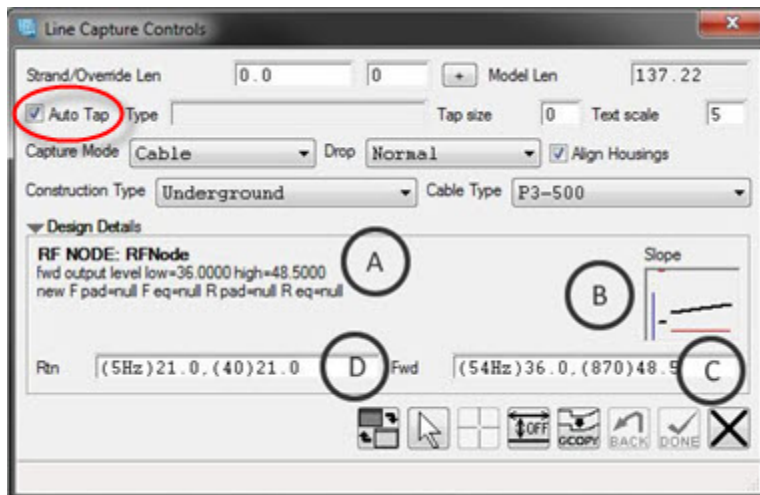 Line Capture Controls
Strand/Override Len 0.0 0 + Model Len 137.22
Auto Tap Type Tap size 0 Text scale 5
Capture Mode Cable Drop Normal Align Housings
Construction Type Underground Cable Type P3-500
Design Details
RF NODE: RFNode
fwd output level low=36.0000 high=48.5000
new F pad=null F eq=null R pad=null R eq=null
A
Slope
B
Rtn (5Hz)21.0,(40)21.0 D Fwd (54Hz)36.0,(870)48.5 C
OFF GCOPY BACK DONE